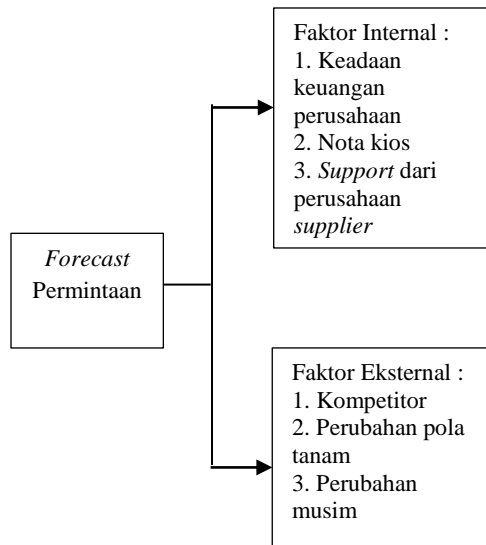 Faktor Internal :
1. Keadaan
keuangan
perusahaan
2. Nota kios
3. Support dari
perusahaan
supplier
Forecast
Permintaan
Faktor Eksternal :
1. Kompetitor
2. Perubahan pola
tanam
3. Perubahan
musim